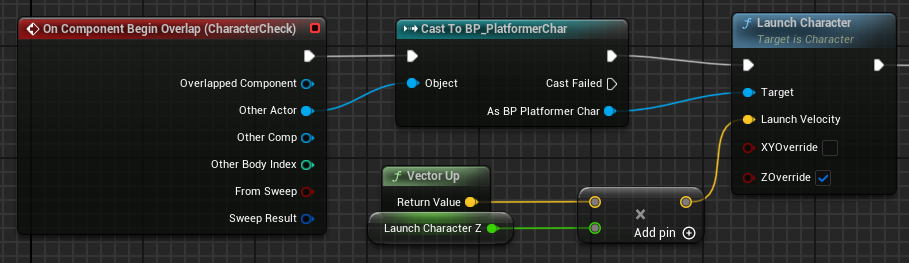 On Component Begin Overlap (CharacterCheck)
Overlapped Component
Other Actor
Other Comp
Other Body Index
From Sweep
Sweep Result
Cast To BP_PlatformerChar
Object
Cast Failed
As BP Platformer Char
f Vector Up
Return Value
Launch Character Z
×
Add pin
f Launch Character
Target is Character
Target
Launch Velocity
XYOverride
ZOverride